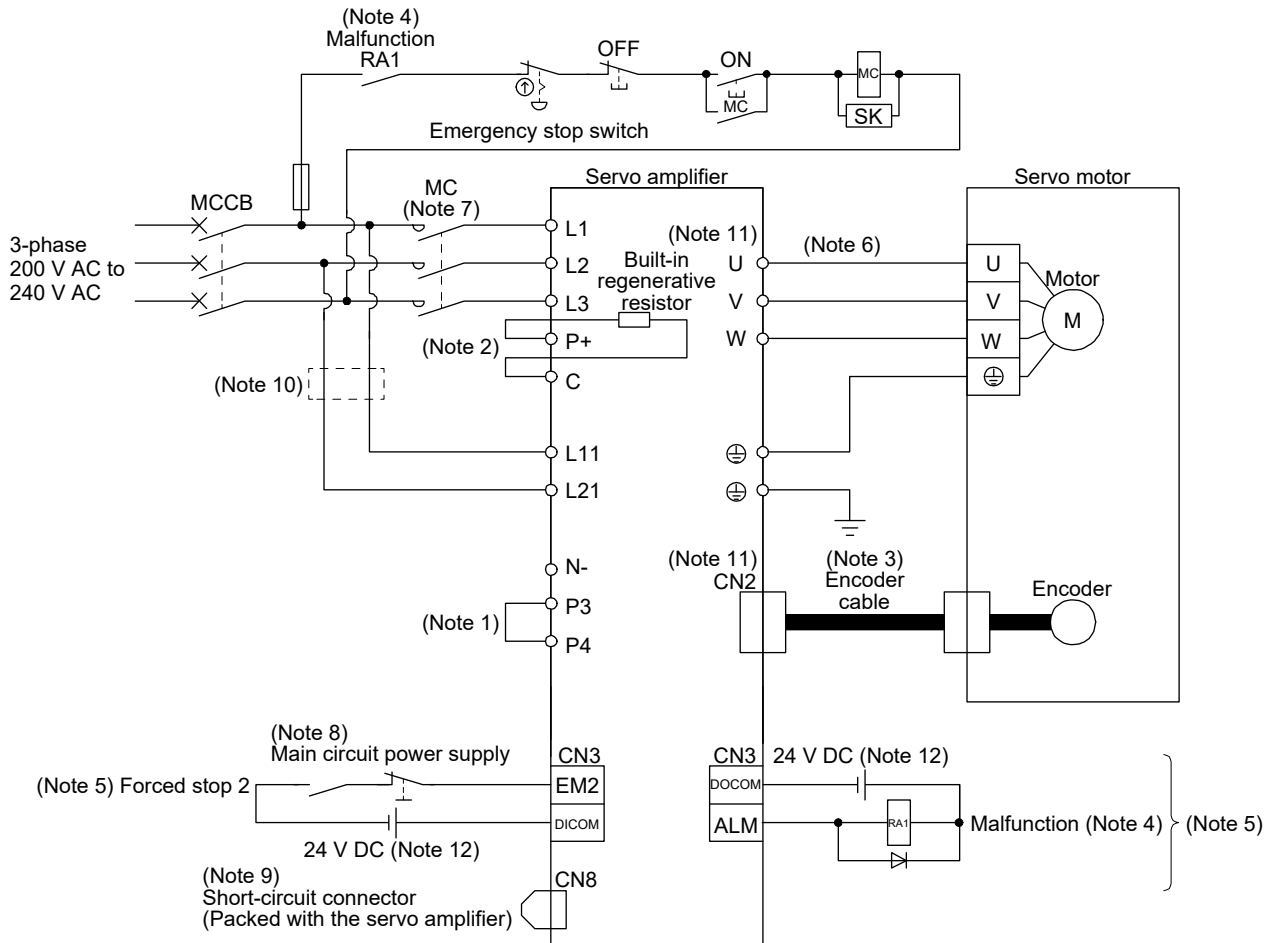 (Note 4)
Malfunction
RA1
OFF
ON
MC
MC
SK
Emergency stop switch
Servo amplifier
Servo motor
MCCB
MC
(Note 7)
3-phase
200 V AC to
240 V AC
L1
L2
L3
P+
C
(Note 11)
U
V
W
Built-in
regenerative
resistor
(Note 6)
U
V
W
Motor
M
(Note 2)
(Note 10)
L11
L21
N-
P3
P4
(Note 1)
(Note 11)
CN2
(Note 3)
Encoder
cable
Encoder
(Note 8)
Main circuit power supply
(Note 5) Forced stop 2
24 V DC (Note 12)
CN3
EM2
DICOM
CN3
DOCOM
ALM
24 V DC (Note 12)
RA1
Malfunction (Note 4)
(Note 5)
(Note 9)
Short-circuit connector
(Packed with the servo amplifier)
CN8